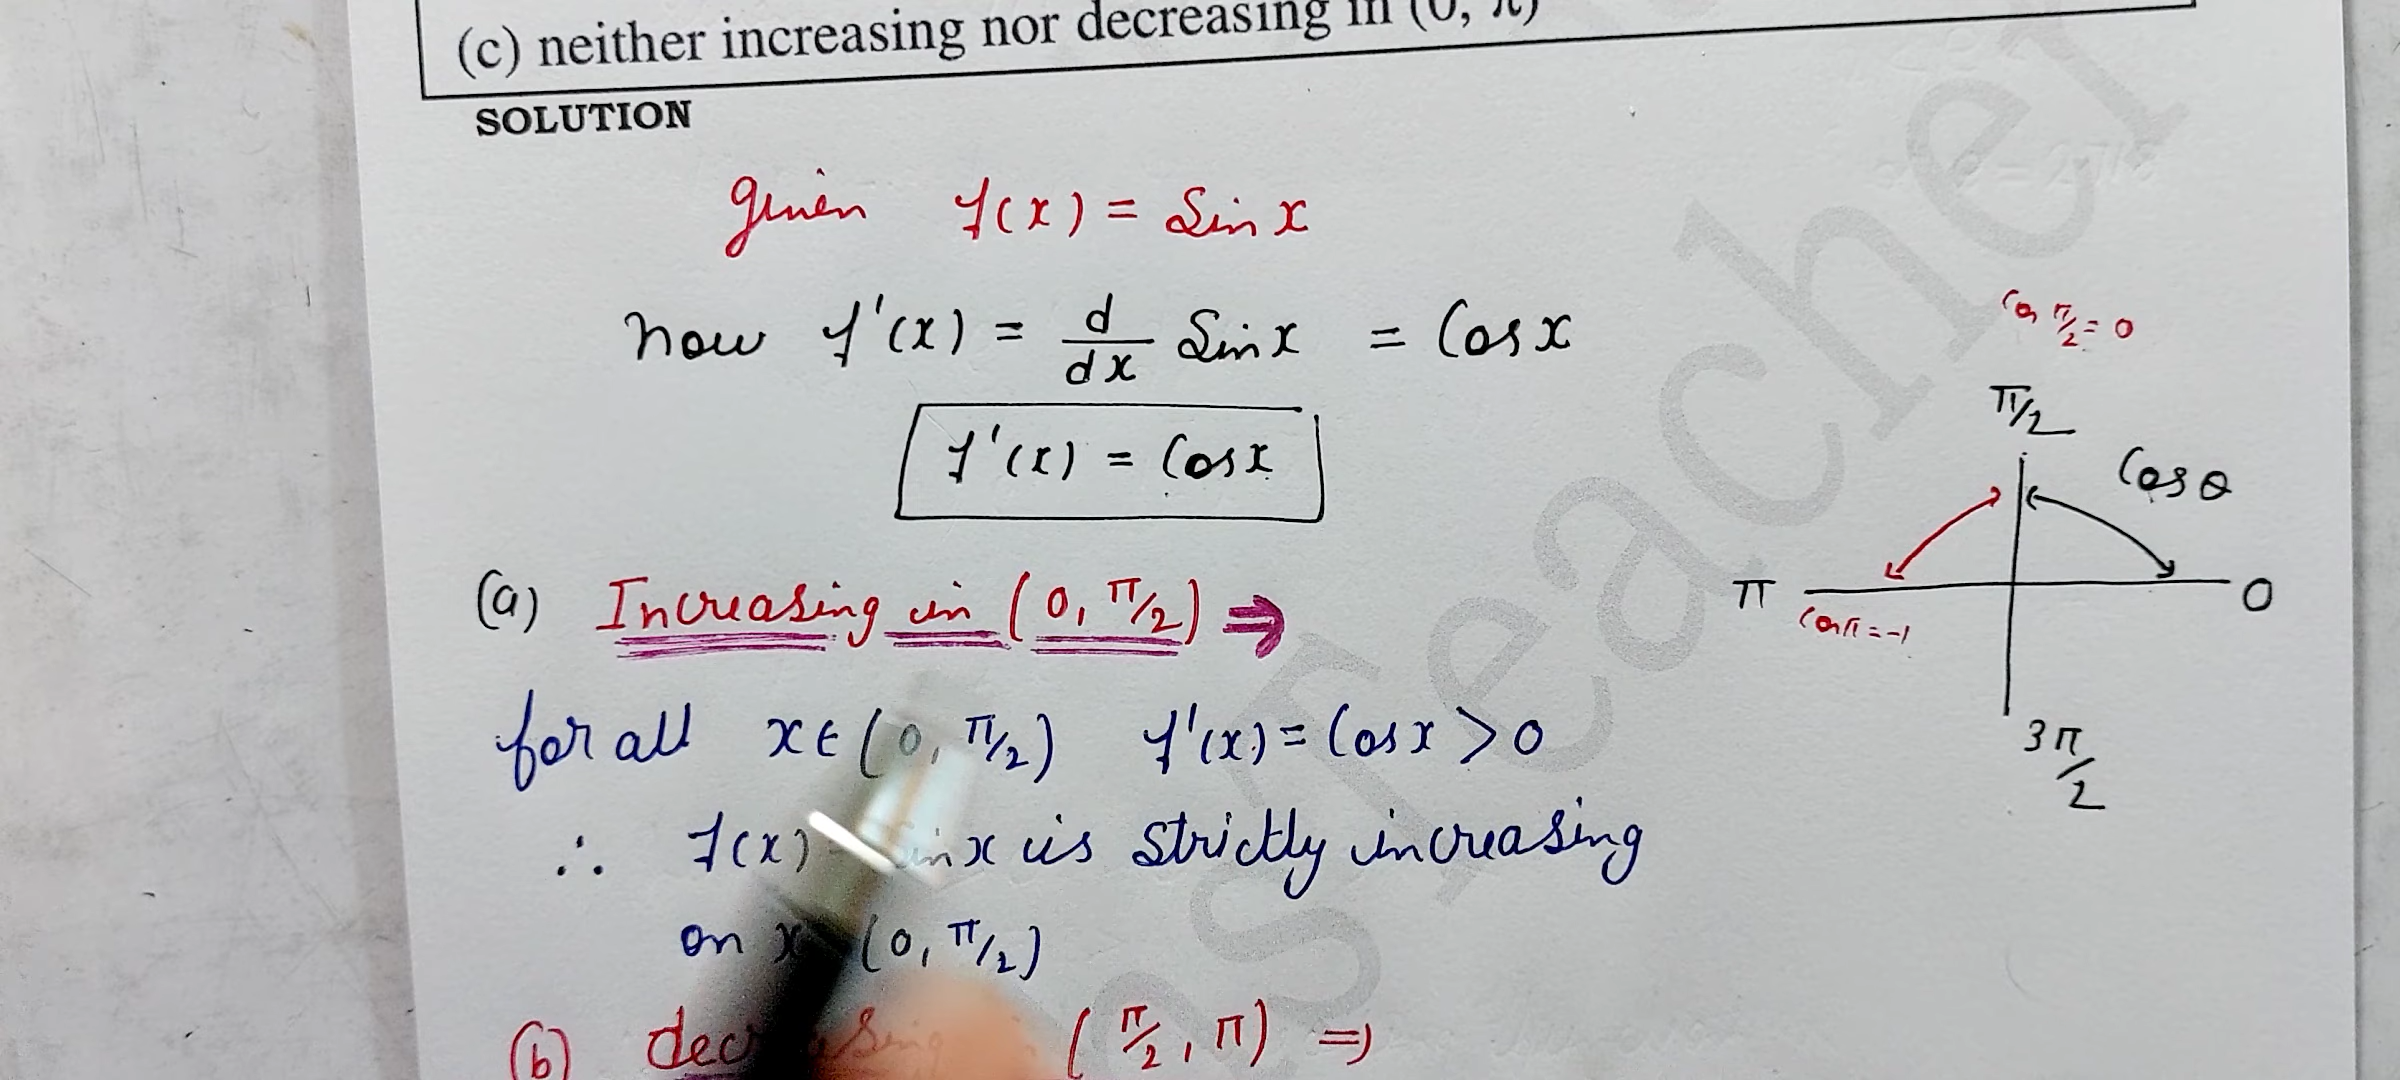 (c) neither increasing nor decreasing in (0, π)
SOLUTION
given f(x) = Sin x
now f'(x) = d/dx Sin x = Cos x
f'(x) = Cos x
Cos π/2 = 0
π/2
Cos θ
π
0
Cos π = -1
3π/2
(a) Increasing in (0, π/2) ⇒
for all x ∈ (0, π/2) f'(x) = Cos x > 0
∴ f(x) x is strictly increasing
on x (0, π/2)
(b) (π/2, π) ⇒
Teacher